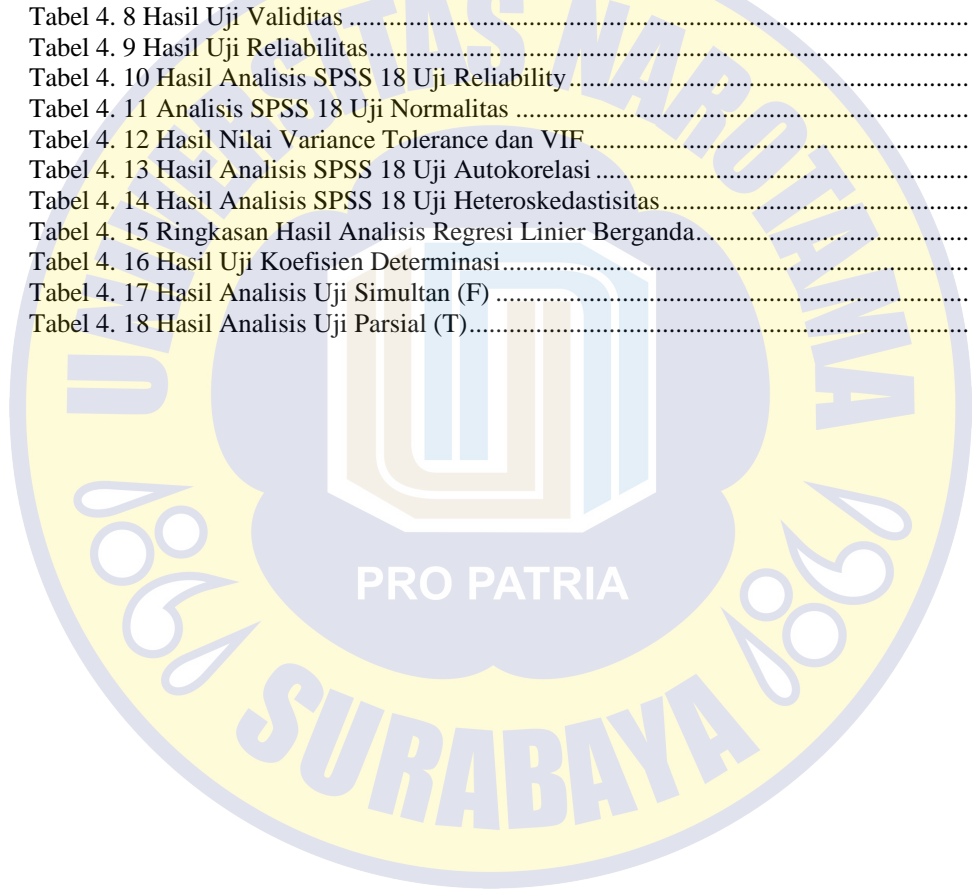 Tabel 4. 8 Hasil Uji Validitas ........................................................................................................
Tabel 4. 9 Hasil Uji Reliabilitas.....................................................................................................
Tabel 4. 10 Hasil Analisis SPSS 18 Uji Reliability.................................................................
Tabel 4. 11 Analisis SPSS 18 Uji Normalitas ..........................................................................
Tabel 4. 12 Hasil Nilai Variance Tolerance dan VIF ..............................................................
Tabel 4. 13 Hasil Analisis SPSS 18 Uji Autokorelasi .............................................................
Tabel 4. 14 Hasil Analisis SPSS 18 Uji Heteroskedastisitas...................................................
Tabel 4. 15 Ringkasan Hasil Analisis Regresi Linier Berganda..............................................
Tabel 4. 16 Hasil Uji Koefisien Determinasi............................................................................
Tabel 4. 17 Hasil Analisis Uji Simultan (F) .............................................................................
Tabel 4. 18 Hasil Analisis Uji Parsial (T).................................................................................
UNIVERSITAS NAROTAMA
PRO PATRIA
SURABAYA